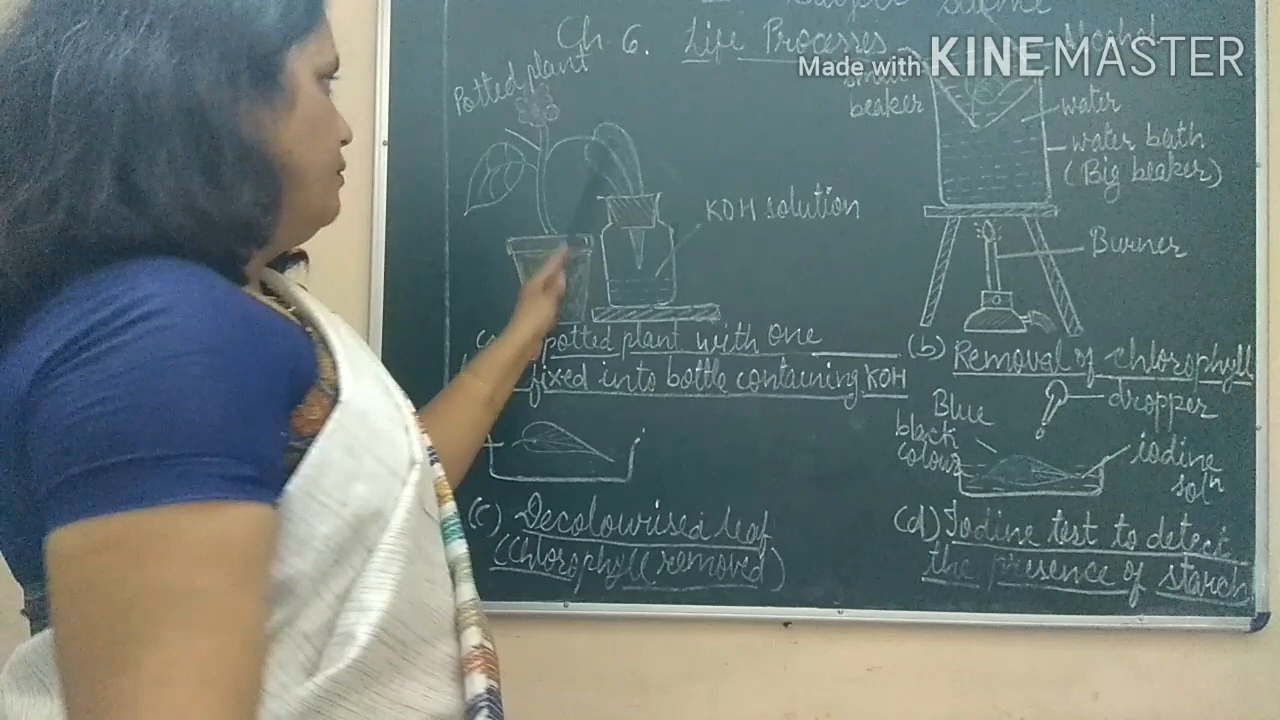 Ch 6. Life Processes
Made with KINEMASTER
Potted plant
KOH solution
potted plant with one
fixed into bottle containing KOH
Alcohol
small
beaker
water
water bath
(Big beaker)
Burner
(b) Removal of chlorophyll
(c) Decolourised leaf
(Chlorophyll removed)
dropper
Blue
black
colour
iodine
solⁿ
(d) Iodine test to detect
the presence of starch